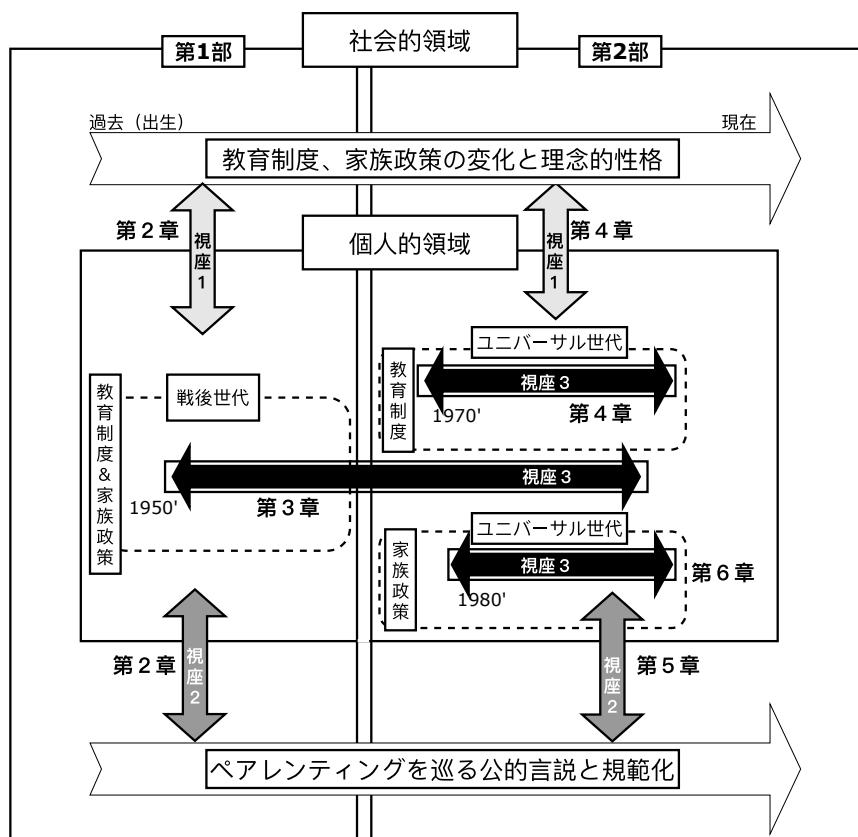 第1部
社会的領域
第2部
過去（出生）
現在
教育制度、家族政策の変化と理念的性格
第２章
視座1
個人的領域
視座1
第４章
ユニバーサル世代
教育制度
視座３
1970'
第４章
戦後世代
教育制度＆家族政策
視座３
1950'
第３章
ユニバーサル世代
家族政策
視座３
1980'
第６章
第２章
視座2
視座2
第５章
ペアレンティングを巡る公的言説と規範化